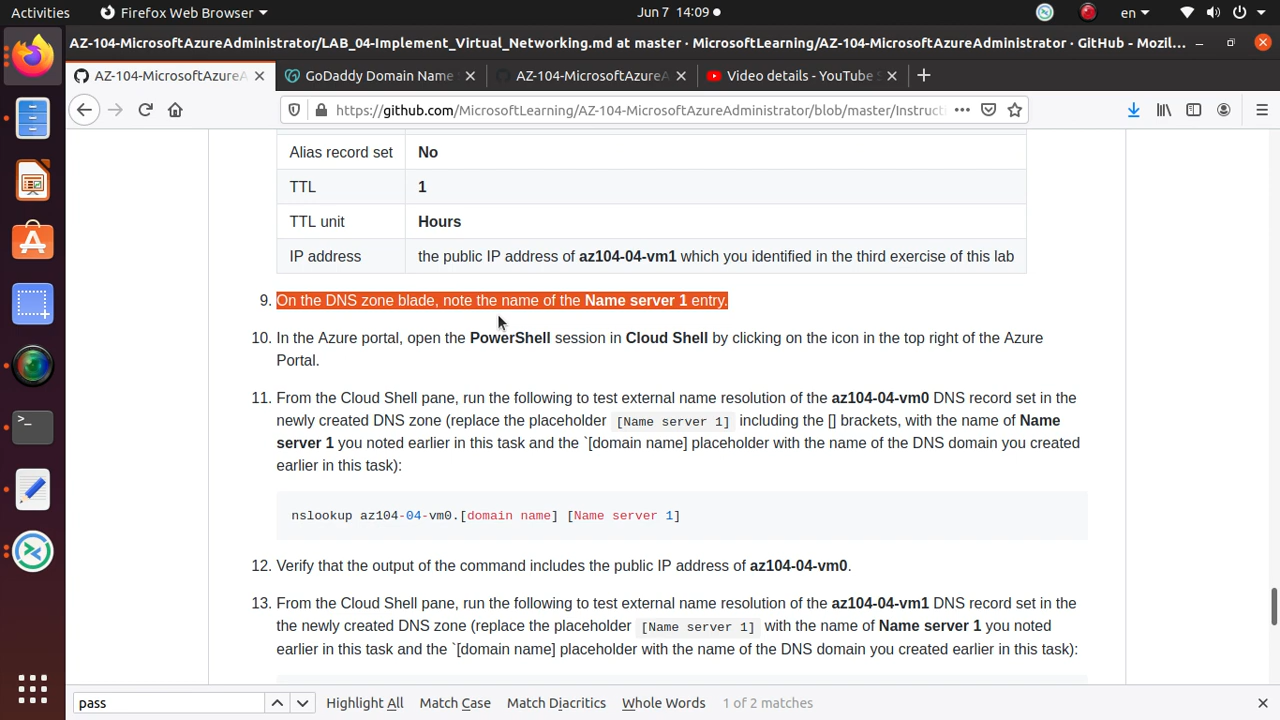 Activities
Firefox Web Browser
Jun 7 14:09
en
AZ-104-MicrosoftAzureAdministrator/LAB_04-Implement_Virtual_Networking.md at master · MicrosoftLearning/AZ-104-MicrosoftAzureAdministrator · GitHub - Mozil...
AZ-104-MicrosoftAzureA
GoDaddy Domain Name
AZ-104-MicrosoftAzureA
Video details - YouTube S
https://github.com/MicrosoftLearning/AZ-104-MicrosoftAzureAdministrator/blob/master/Instructi
Alias record set No
TTL 1
TTL unit Hours
IP address the public IP address of az104-04-vm1 which you identified in the third exercise of this lab
9. On the DNS zone blade, note the name of the Name server 1 entry.
10. In the Azure portal, open the PowerShell session in Cloud Shell by clicking on the icon in the top right of the Azure
Portal.
11. From the Cloud Shell pane, run the following to test external name resolution of the az104-04-vm0 DNS record set in the
newly created DNS zone (replace the placeholder [Name server 1] including the [] brackets, with the name of Name
server 1 you noted earlier in this task and the `[domain name] placeholder with the name of the DNS domain you created
earlier in this task):
nslookup az104-04-vm0.[domain name] [Name server 1]
12. Verify that the output of the command includes the public IP address of az104-04-vm0.
13. From the Cloud Shell pane, run the following to test external name resolution of the az104-04-vm1 DNS record set in the
the newly created DNS zone (replace the placeholder [Name server 1] with the name of Name server 1 you noted
earlier in this task and the `[domain name] placeholder with the name of the DNS domain you created earlier in this task):
pass
Highlight All
Match Case
Match Diacritics
Whole Words
1 of 2 matches